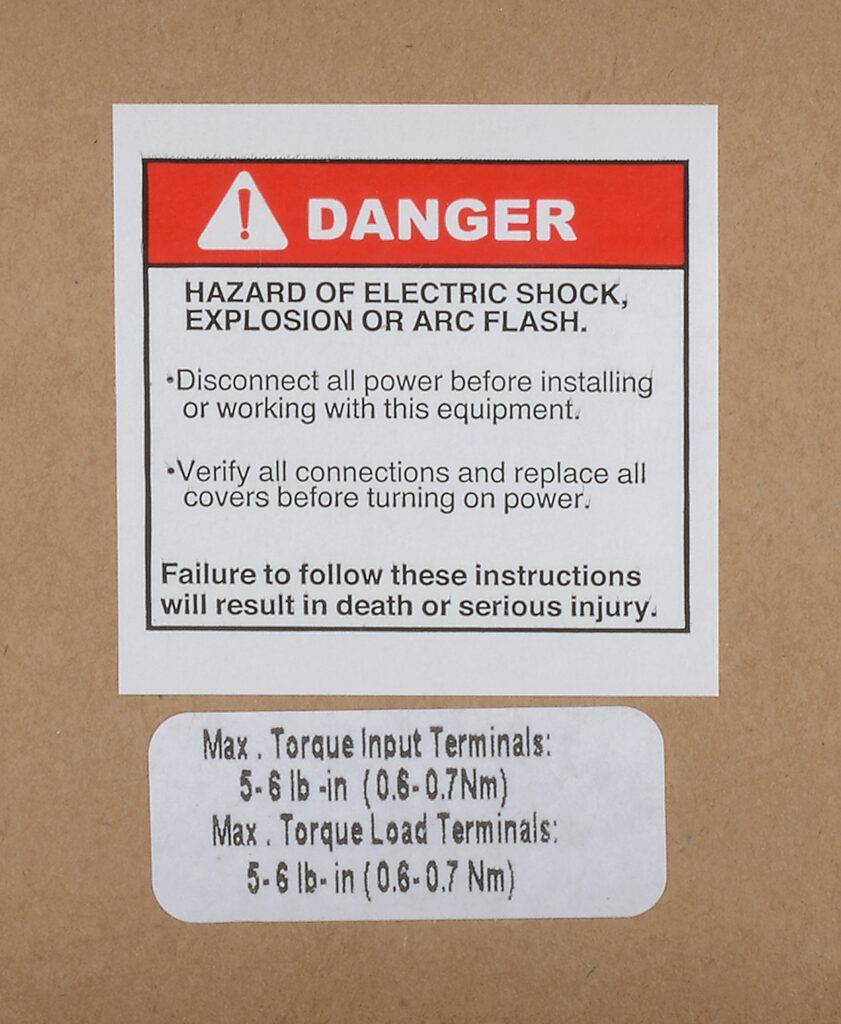 DANGER
HAZARD OF ELECTRIC SHOCK,
EXPLOSION OR ARC FLASH.
•Disconnect all power before installing
or working with this equipment.
•Verify all connections and replace all
covers before turning on power.
Failure to follow these instructions
will result in death or serious injury.
Max . Torque Input Terminals:
5-6 lb -in (0.6-0.7Nm)
Max . Torque Load Terminals:
5-6 lb- in (0.6-0.7 Nm)